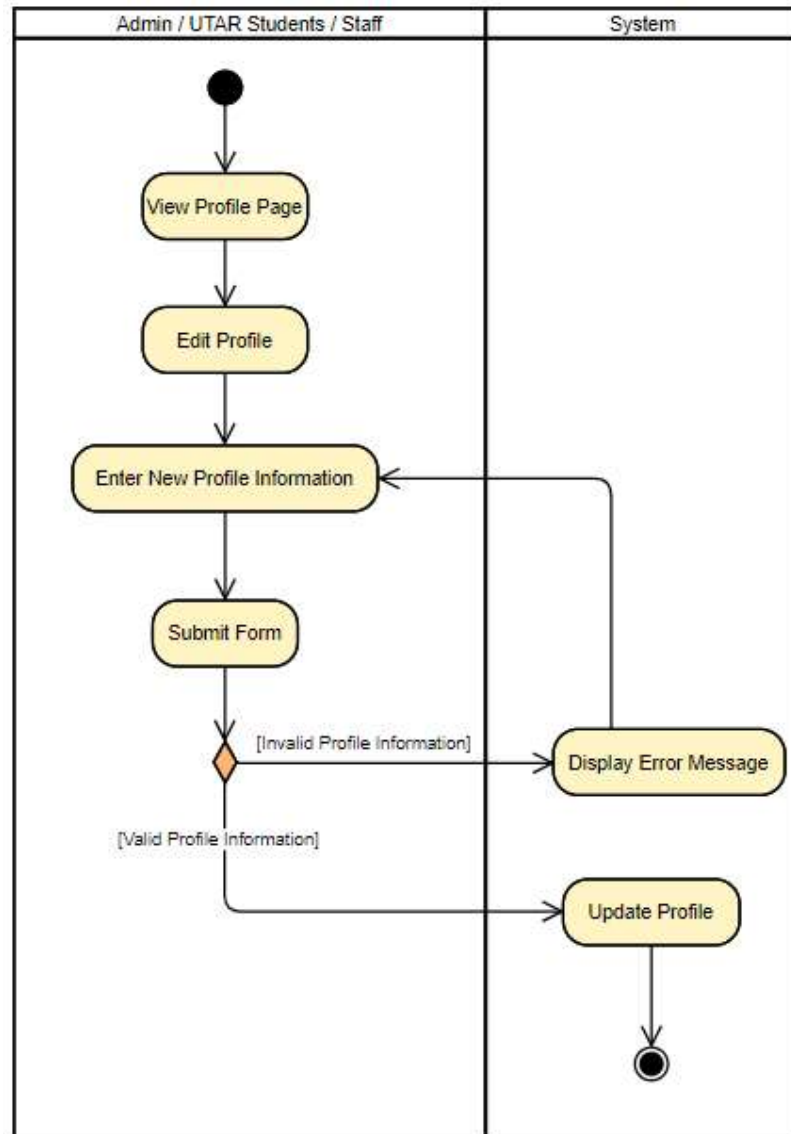 Admin / UTAR Students / Staff
System
View Profile Page
Edit Profile
Enter New Profile Information
Submit Form
[Invalid Profile Information]
Display Error Message
[Valid Profile Information]
Update Profile